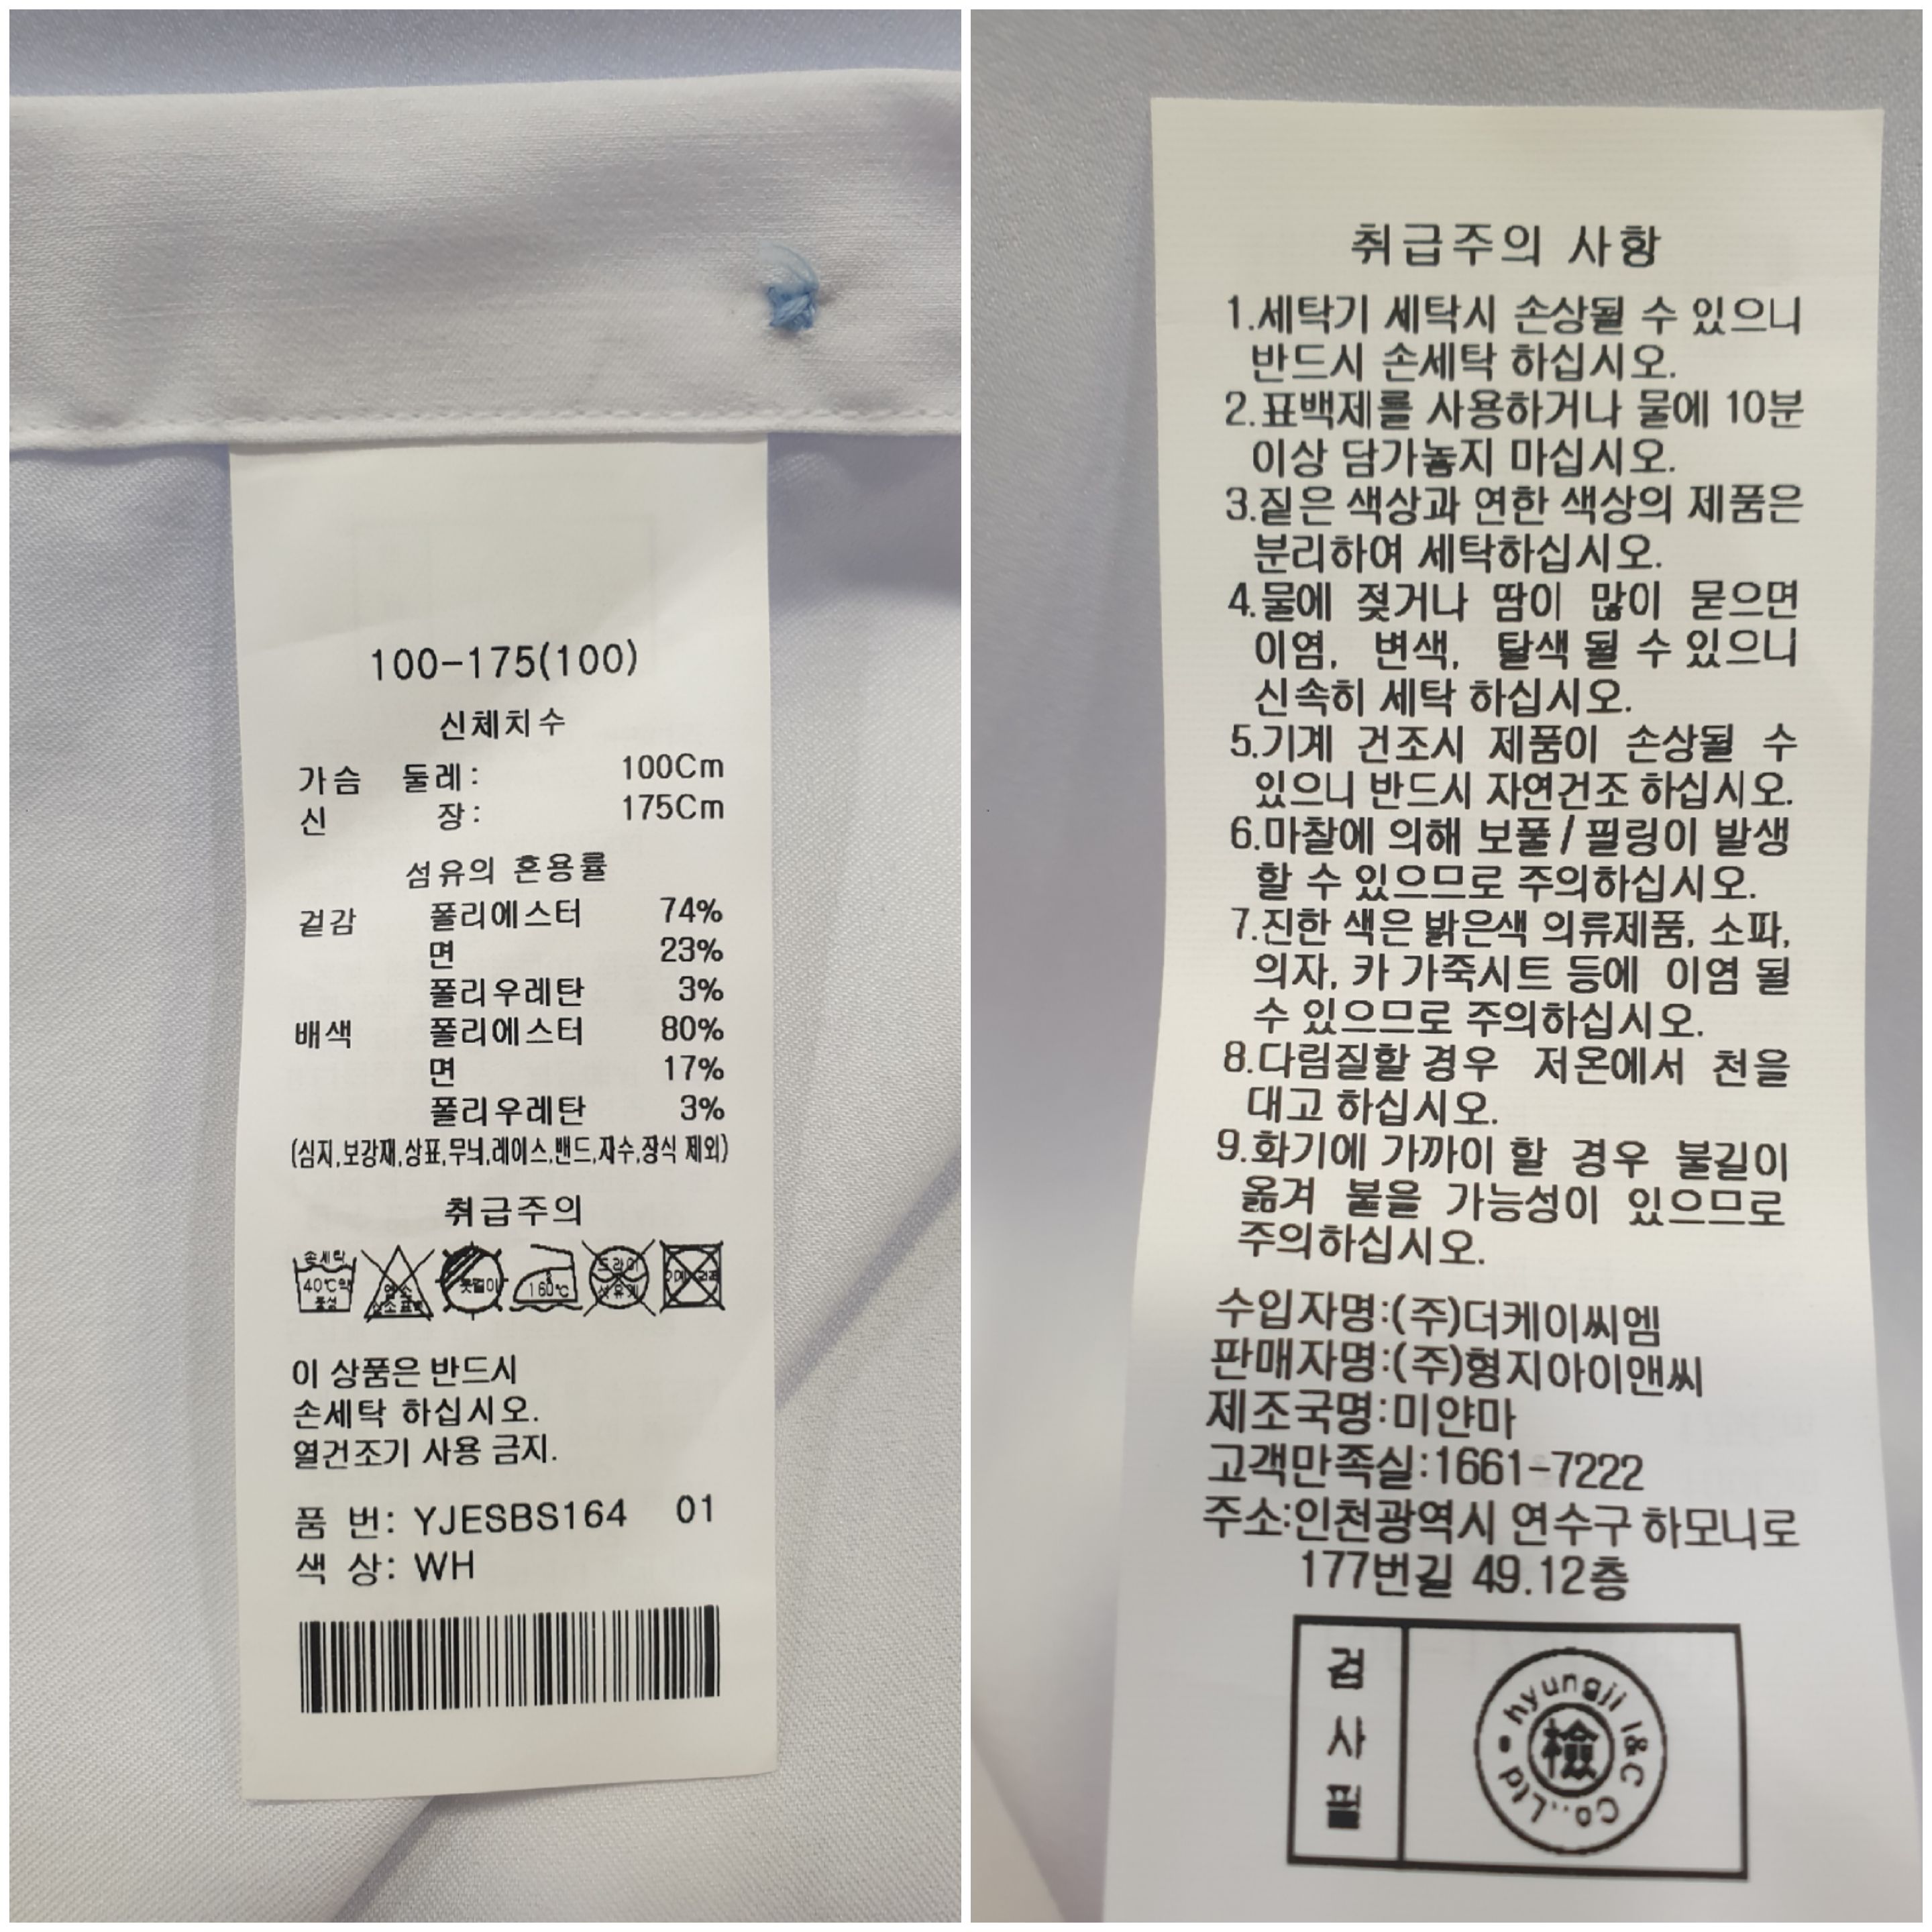 100-175(100)
신체치수
가슴 둘레: 100Cm
신 장: 175Cm
섬유의 혼용률
겉감 폴리에스터 74%
면 23%
폴리우레탄 3%
배색 폴리에스터 80%
면 17%
폴리우레탄 3%
(심지,보강재,상표,무늬,레이스,밴드,자수,장식 제외)
취급주의
손세탁
40℃약
중성
옷걸이
160℃
드라이
석유계
이 상품은 반드시
손세탁 하십시오.
열건조기 사용 금지.
품 번: YJESBS164 01
색 상: WH
취급주의 사항
1.세탁기 세탁시 손상될 수 있으니
반드시 손세탁 하십시오.
2.표백제를 사용하거나 물에 10분
이상 담가놓지 마십시오.
3.짙은 색상과 연한 색상의 제품은
분리하여 세탁하십시오.
4.물에 젖거나 땀이 많이 묻으면
이염, 변색, 탈색 될 수 있으니
신속히 세탁 하십시오.
5.기계 건조시 제품이 손상될 수
있으니 반드시 자연건조 하십시오.
6.마찰에 의해 보풀/필링이 발생
할 수 있으므로 주의하십시오.
7.진한 색은 밝은색 의류제품, 소파,
의자, 카 가죽시트 등에 이염 될
수 있으므로 주의하십시오.
8.다림질할 경우 저온에서 천을
대고 하십시오.
9.화기에 가까이 할 경우 불길이
옮겨 붙을 가능성이 있으므로
주의하십시오.
수입자명:(주)더케이씨엠
판매자명:(주)형지아이앤씨
제조국명:미얀마
고객만족실:1661-7222
주소:인천광역시 연수구 하모니로
177번길 49.12층
검
사
필
hyungji I&C Co.,Ltd
檢